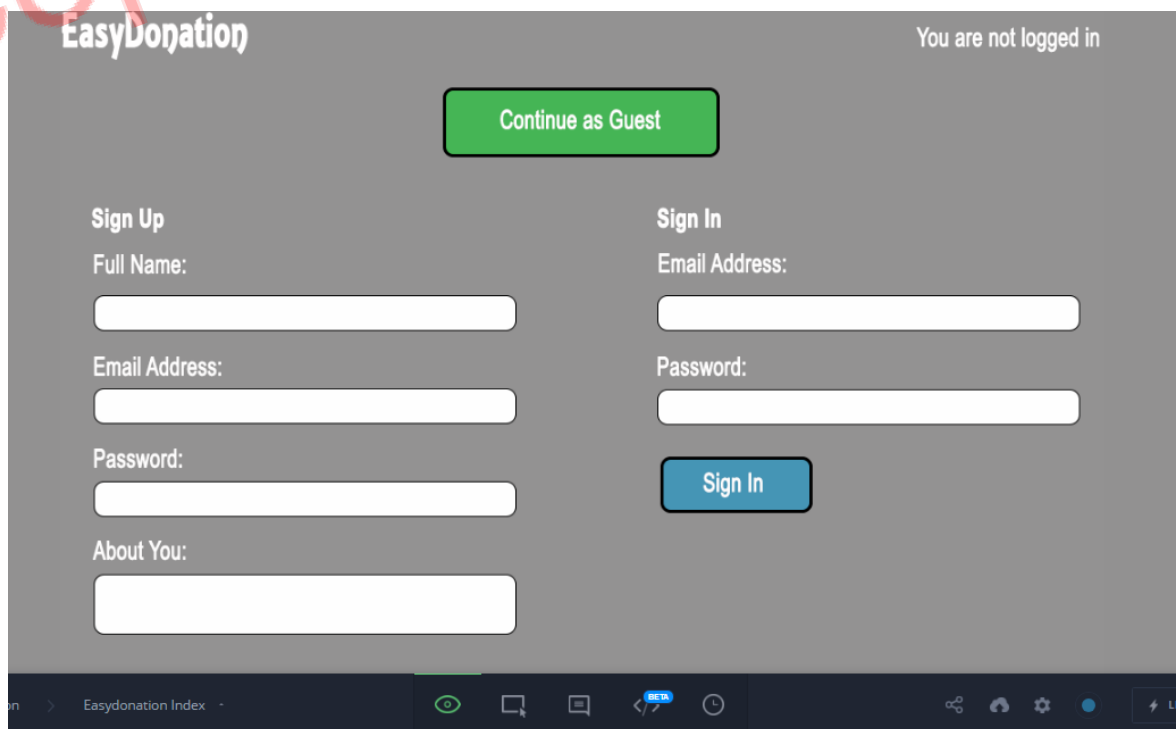 EasyDonation
You are not logged in
Continue as Guest
Sign Up
Full Name:
Email Address:
Password:
About You:
Sign In
Email Address:
Password:
Sign In
on
Easydonation Index
BETA